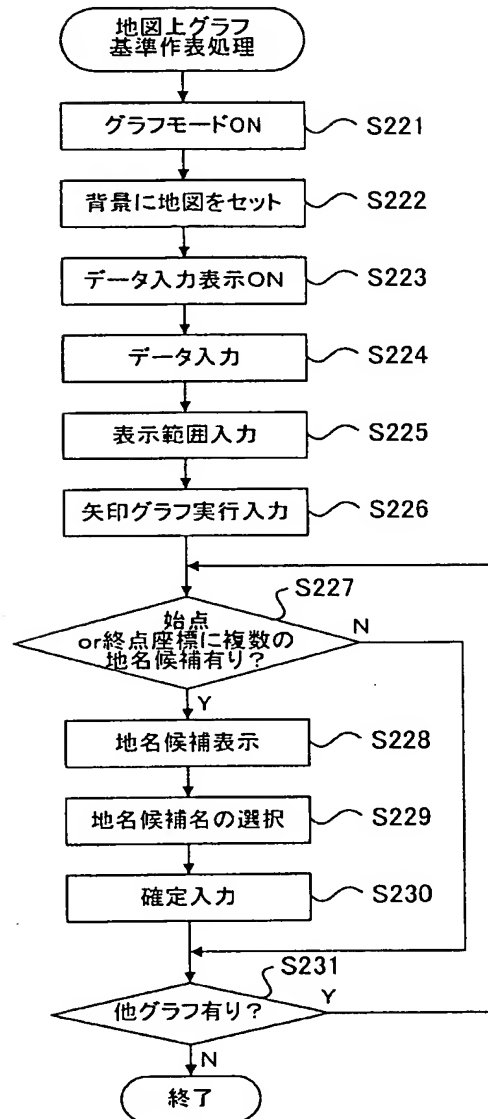 地図上グラフ
基準作表処理
グラフモードON
S221
背景に地図をセット
S222
データ入力表示ON
S223
データ入力
S224
表示範囲入力
S225
矢印グラフ実行入力
S226
S227
始点
or終点座標に複数の
地名候補有り?
N
Y
地名候補表示
S228
地名候補名の選択
S229
確定入力
S230
S231
他グラフ有り?
Y
N
終了